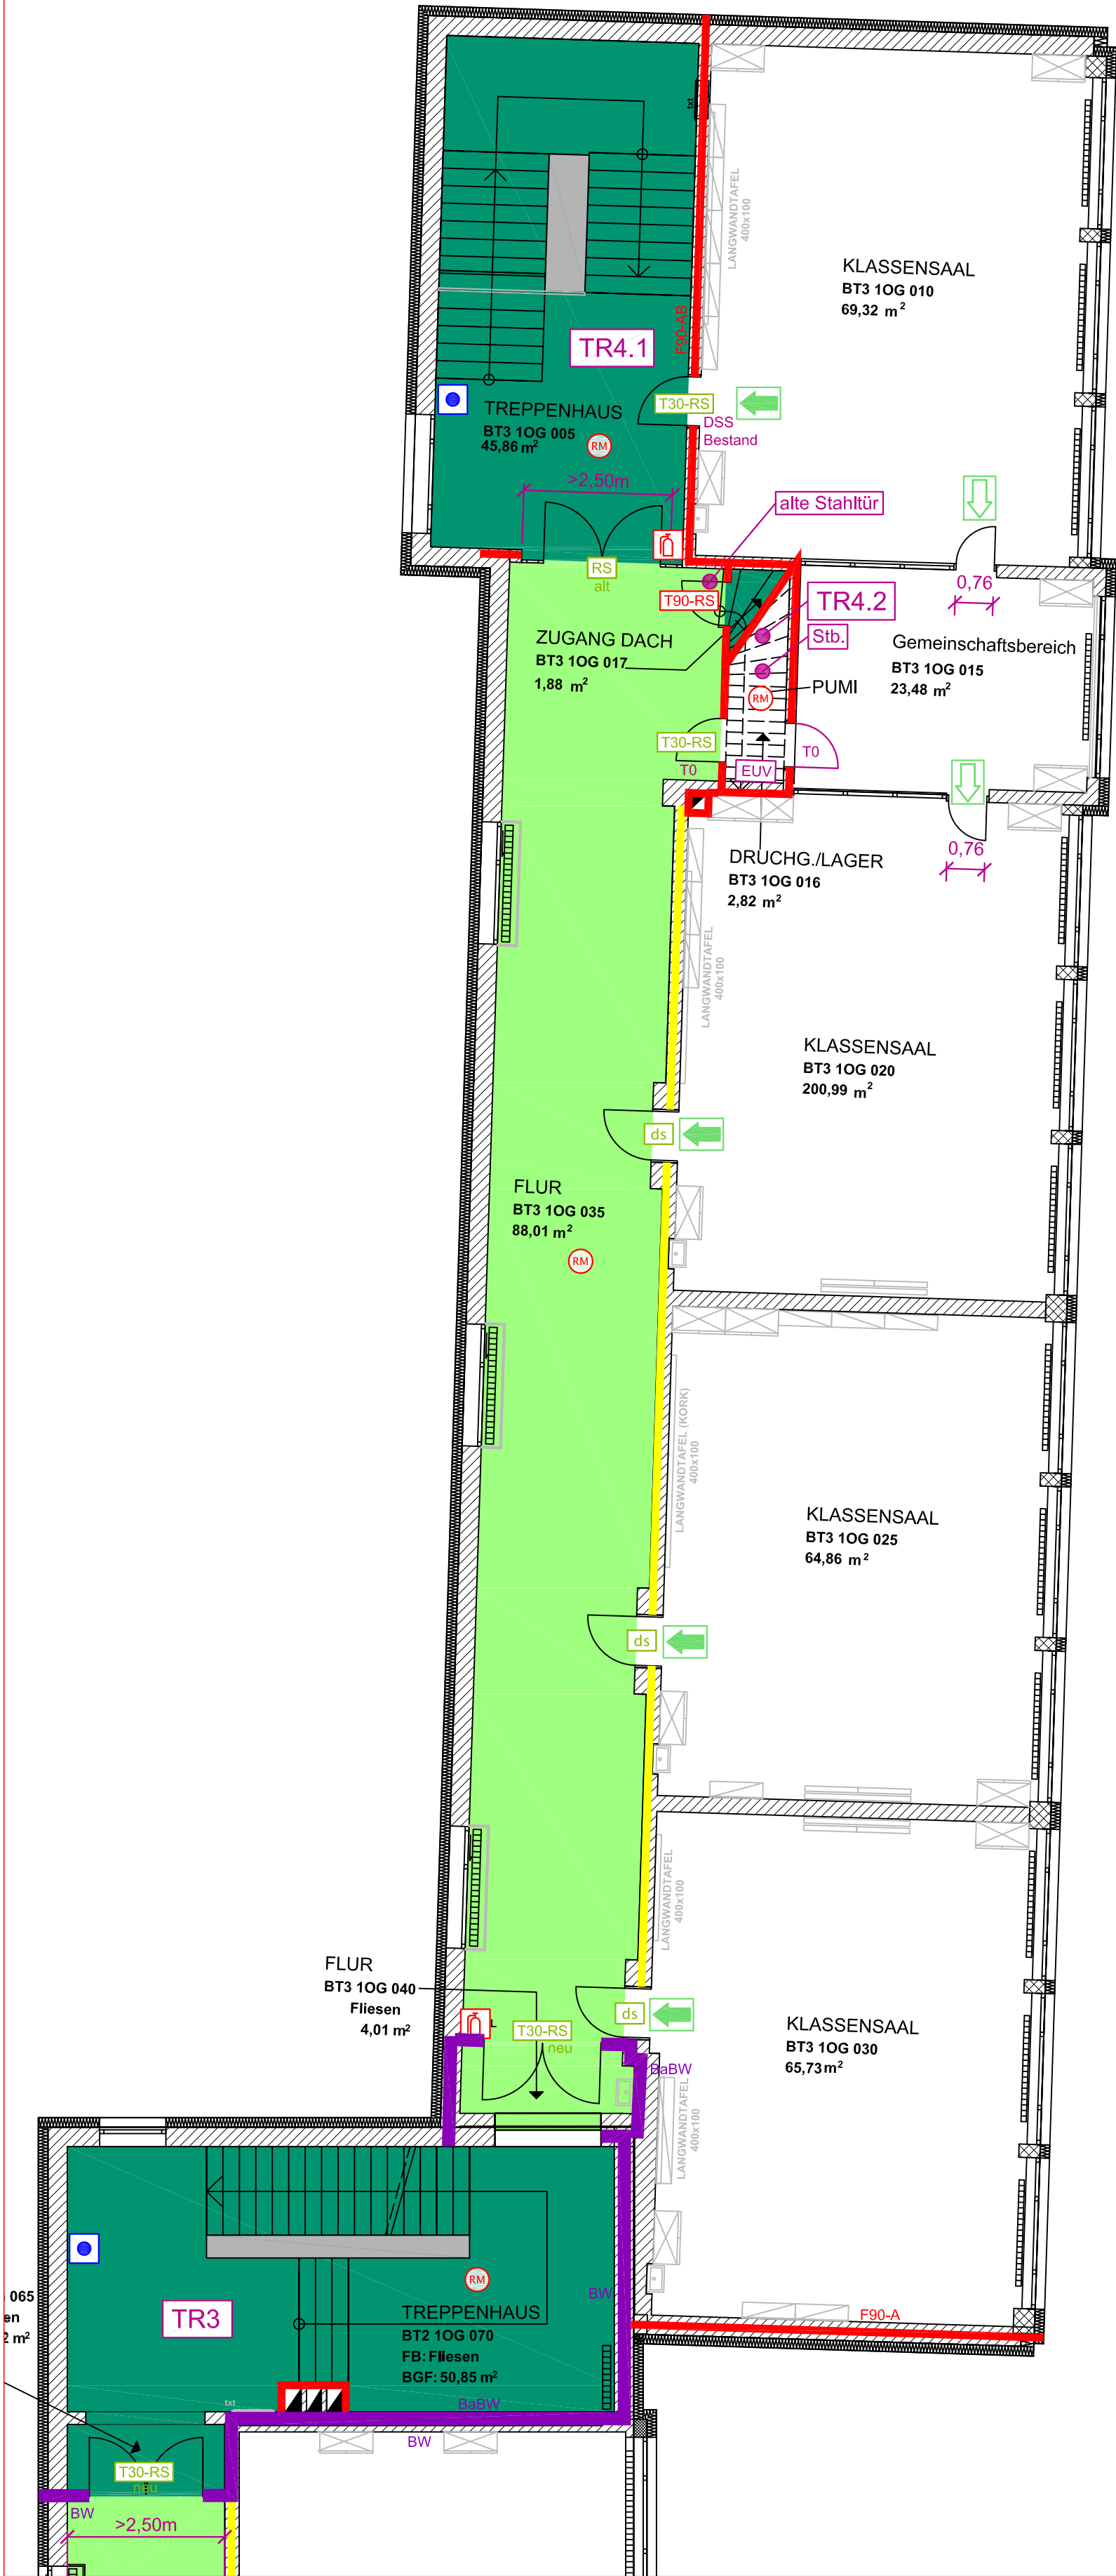 txt
LANGWANDTAFEL
400x100
KLASSENSAAL
BT3 1OG 010
69,32 m²
F90-AB
TR4.1
T30-RS
DSS
Bestand
TREPPENHAUS
BT3 1OG 005
45,86 m²
RM
>2,50m
alte Stahltür
RS
alt
T90-RS
0,76
TR4.2
ZUGANG DACH
BT3 1OG 017
1,88 m²
Stb.
Gemeinschaftsbereich
BT3 1OG 015
23,48 m²
RM
PUMI
T30-RS
T0
T0
EUV
0,76
DRUCHG./LAGER
BT3 1OG 016
2,82 m²
LANGWANDTAFEL
400x100
KLASSENSAAL
BT3 1OG 020
200,99 m²
ds
FLUR
BT3 1OG 035
88,01 m²
RM
LANGWANDTAFEL (KORK)
400x100
KLASSENSAAL
BT3 1OG 025
64,86 m²
ds
LANGWANDTAFEL
400x100
FLUR
BT3 1OG 040
Fliesen
4,01 m²
L
T30-RS
neu
ds
KLASSENSAAL
BT3 1OG 030
65,73 m²
BaBW
LANGWANDTAFEL
400x100
RM
BW
065
en
2 m²
TR3
TREPPENHAUS
BT2 1OG 070
FB: Fliesen
BGF: 50,85 m²
F90-A
txt
BaBW
BW
T30-RS
neu
BW
>2,50m